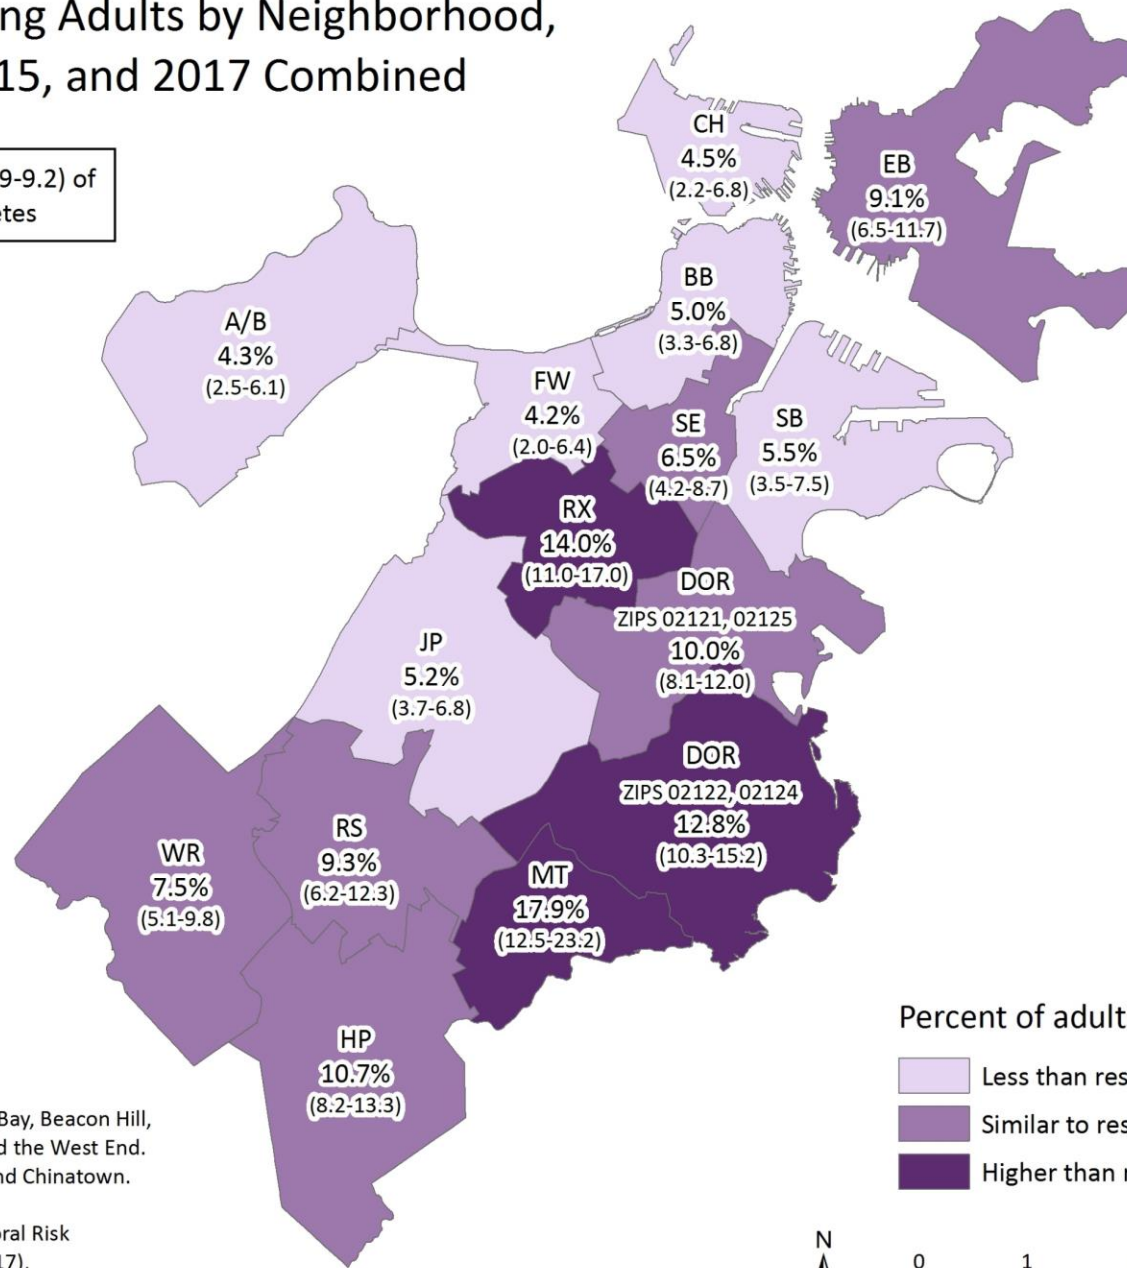 ng Adults by Neighborhood,
15, and 2017 Combined
9-9.2) of
etes
CH
4.5%
(2.2-6.8)
EB
9.1%
(6.5-11.7)
BB
5.0%
(3.3-6.8)
A/B
4.3%
(2.5-6.1)
FW
4.2%
(2.0-6.4)
SE
6.5%
(4.2-8.7)
SB
5.5%
(3.5-7.5)
RX
14.0%
(11.0-17.0)
DOR
ZIPS 02121, 02125
10.0%
(8.1-12.0)
JP
5.2%
(3.7-6.8)
DOR
ZIPS 02122, 02124
12.8%
(10.3-15.2)
RS
9.3%
(6.2-12.3)
WR
7.5%
(5.1-9.8)
MT
17.9%
(12.5-23.2)
HP
10.7%
(8.2-13.3)
Percent of adult
Less than res
Similar to res
Higher than r
Bay, Beacon Hill,
d the West End.
nd Chinatown.
oral Risk
17).
N
0 1